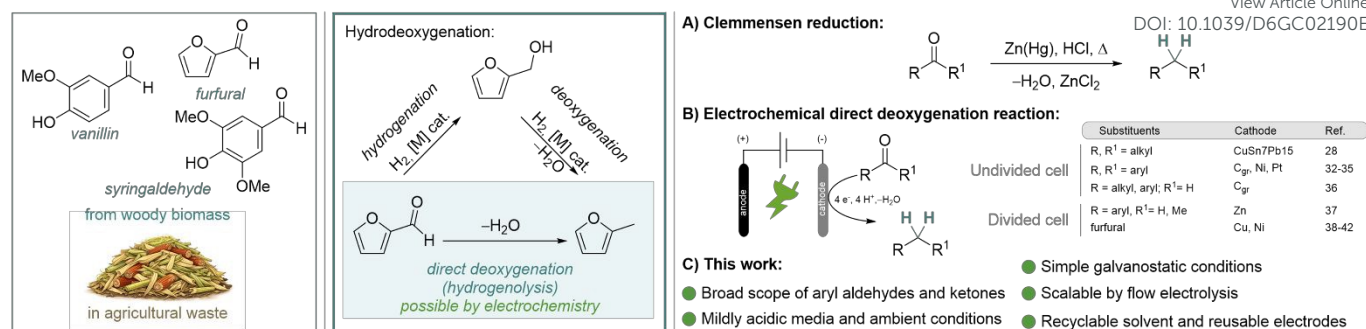 View Article Online
DOI: 10.1039/D6GC02190E
MeO
O
H
HO
vanillin
O
O
H
furfural
MeO
O
H
HO
OMe
syringaldehyde
from woody biomass
in agricultural waste
Hydrodeoxygenation:
O
OH
hydrogenation
H2, [M] cat.
deoxygenation
H2, [M] cat.
−H2O
O
O
H
−H2O
O
direct deoxygenation
(hydrogenolysis)
possible by electrochemistry
A) Clemmensen reduction:
O
R R1
Zn(Hg), HCl, Δ
−H2O, ZnCl2
H H
R R1
B) Electrochemical direct deoxygenation reaction:
(+) (-)
anode
cathode
O
R R1
4 e-, 4 H+,−H2O
H H
R R1
Substituents Cathode Ref.
Undivided cell
R, R1 = alkyl CuSn7Pb15 28
R, R1 = aryl Cgr, Ni, Pt 32-35
R = alkyl, aryl; R1= H Cgr 36
Divided cell
R = aryl, R1= H, Me Zn 37
furfural Cu, Ni 38-42
C) This work:
Broad scope of aryl aldehydes and ketones
Mildly acidic media and ambient conditions
Simple galvanostatic conditions
Scalable by flow electrolysis
Recyclable solvent and reusable electrodes